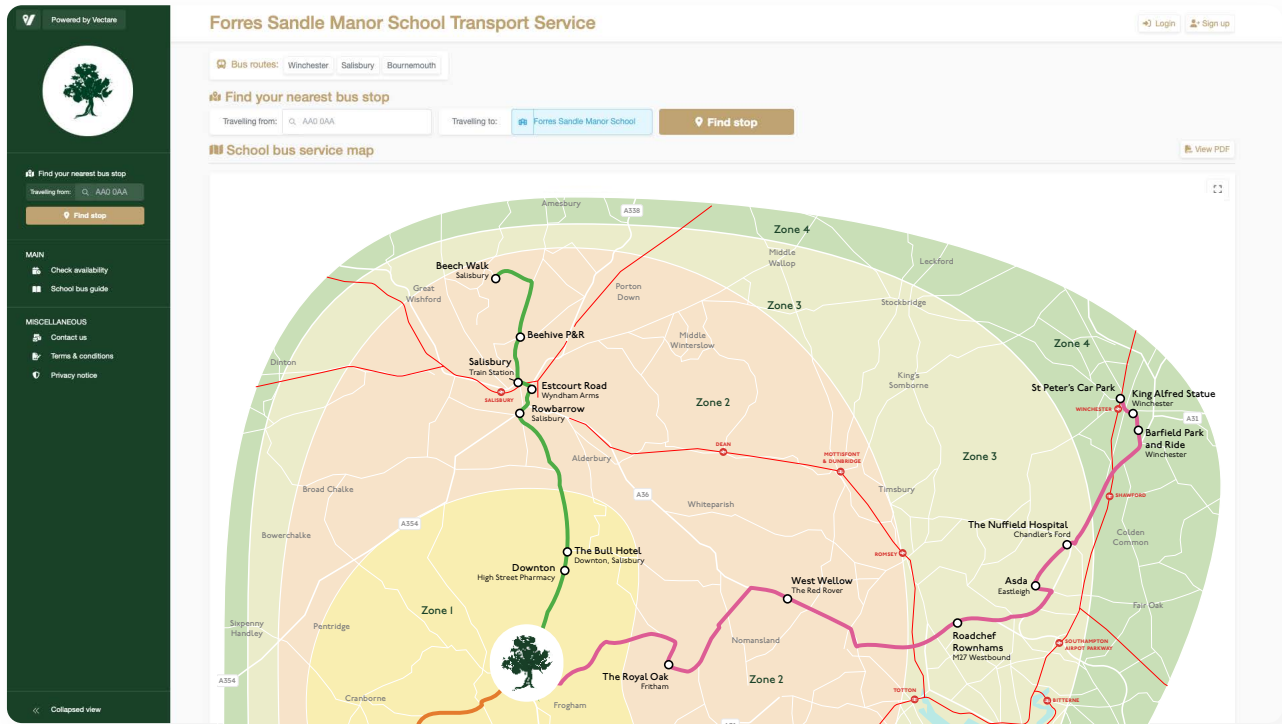 Powered by Vectare
Forres Sandle Manor School Transport Service
Login
Sign up
Bus routes:
Winchester
Salisbury
Bournemouth
Find your nearest bus stop
Travelling from:
AA0 0AA
Travelling to:
Forres Sandle Manor School
Find stop
School bus service map
View PDF
Find your nearest bus stop
Travelling from:
AA0 0AA
Find stop
MAIN
Check availability
School bus guide
MISCELLANEOUS
Contact us
Terms & conditions
Privacy notice
Collapsed view
Amesbury
A338
Zone 4
Middle
Wallop
Leckford
Beech Walk
Salisbury
Great
Wishford
Porton
Down
Zone 3
Stockbridge
Beehive P&R
Middle
Winterslow
Zone 4
Dinton
Salisbury
Train Station
SALISBURY
Estcourt Road
Wyndham Arms
King's
Somborne
St Peter's Car Park
King Alfred Statue
Winchester
WINCHESTER
A31
Rowbarrow
Salisbury
Zone 2
Barfield Park
and Ride
Winchester
DEAN
MOTTISFONT
& DUNBRIDGE
Zone 3
Alderbury
Broad Chalke
A36
Whiteparish
Timsbury
SHAWFORD
A354
Bowerchalke
The Nuffield Hospital
Chandler's Ford
Colden
Common
The Bull Hotel
Downton, Salisbury
Downton
High Street Pharmacy
ROMSEY
West Wellow
The Red Rover
Asda
Eastleigh
Zone 1
Fair Oak
Sixpenny
Handley
Pentridge
Nomansland
Roadchef
Rownhams
M27 Westbound
SOUTHAMPTON
AIRPOT PARKWAY
A354
The Royal Oak
Fritham
Zone 2
Cranborne
Frogham
TOTTON
BITTERNE